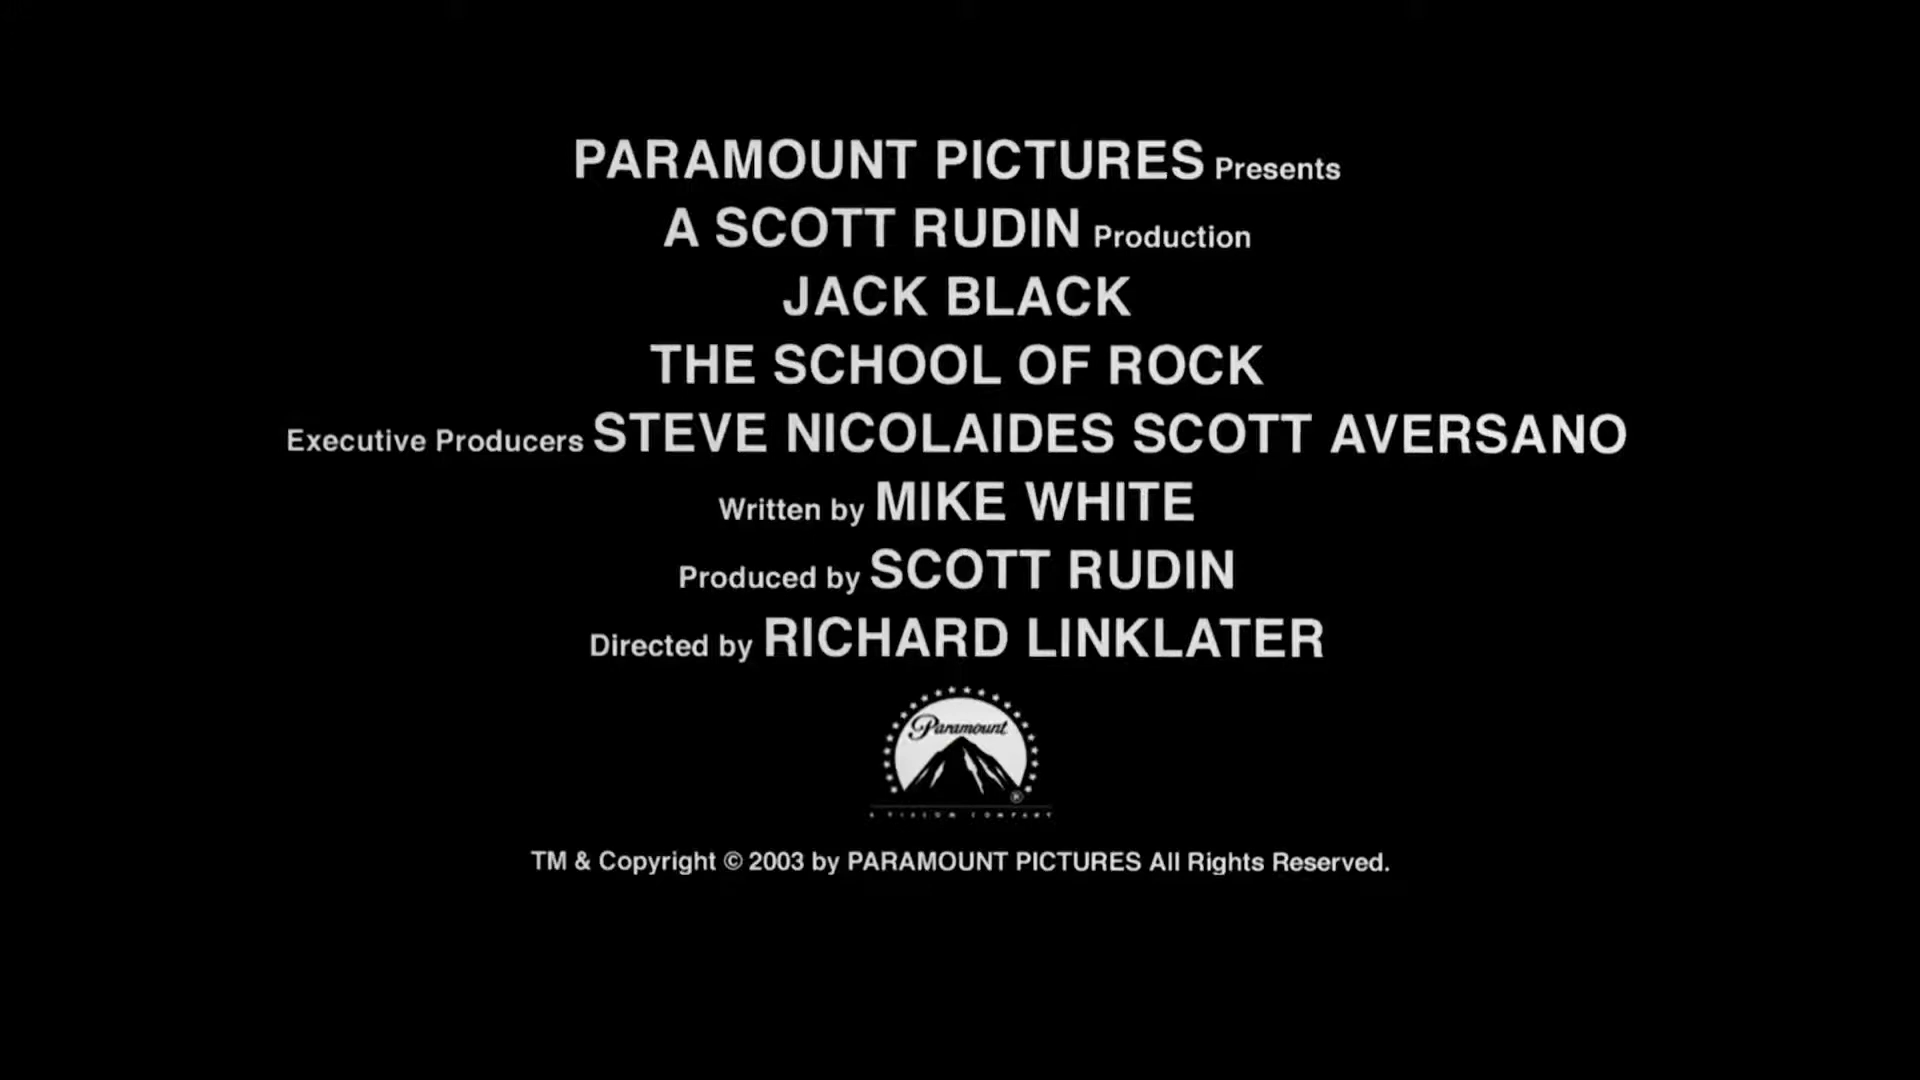 PARAMOUNT PICTURES Presents
A SCOTT RUDIN Production
JACK BLACK
THE SCHOOL OF ROCK
Executive Producers STEVE NICOLAIDES SCOTT AVERSANO
Written by MIKE WHITE
Produced by SCOTT RUDIN
Directed by RICHARD LINKLATER
Paramount
®
A VIACOM COMPANY
TM & Copyright © 2003 by PARAMOUNT PICTURES All Rights Reserved.